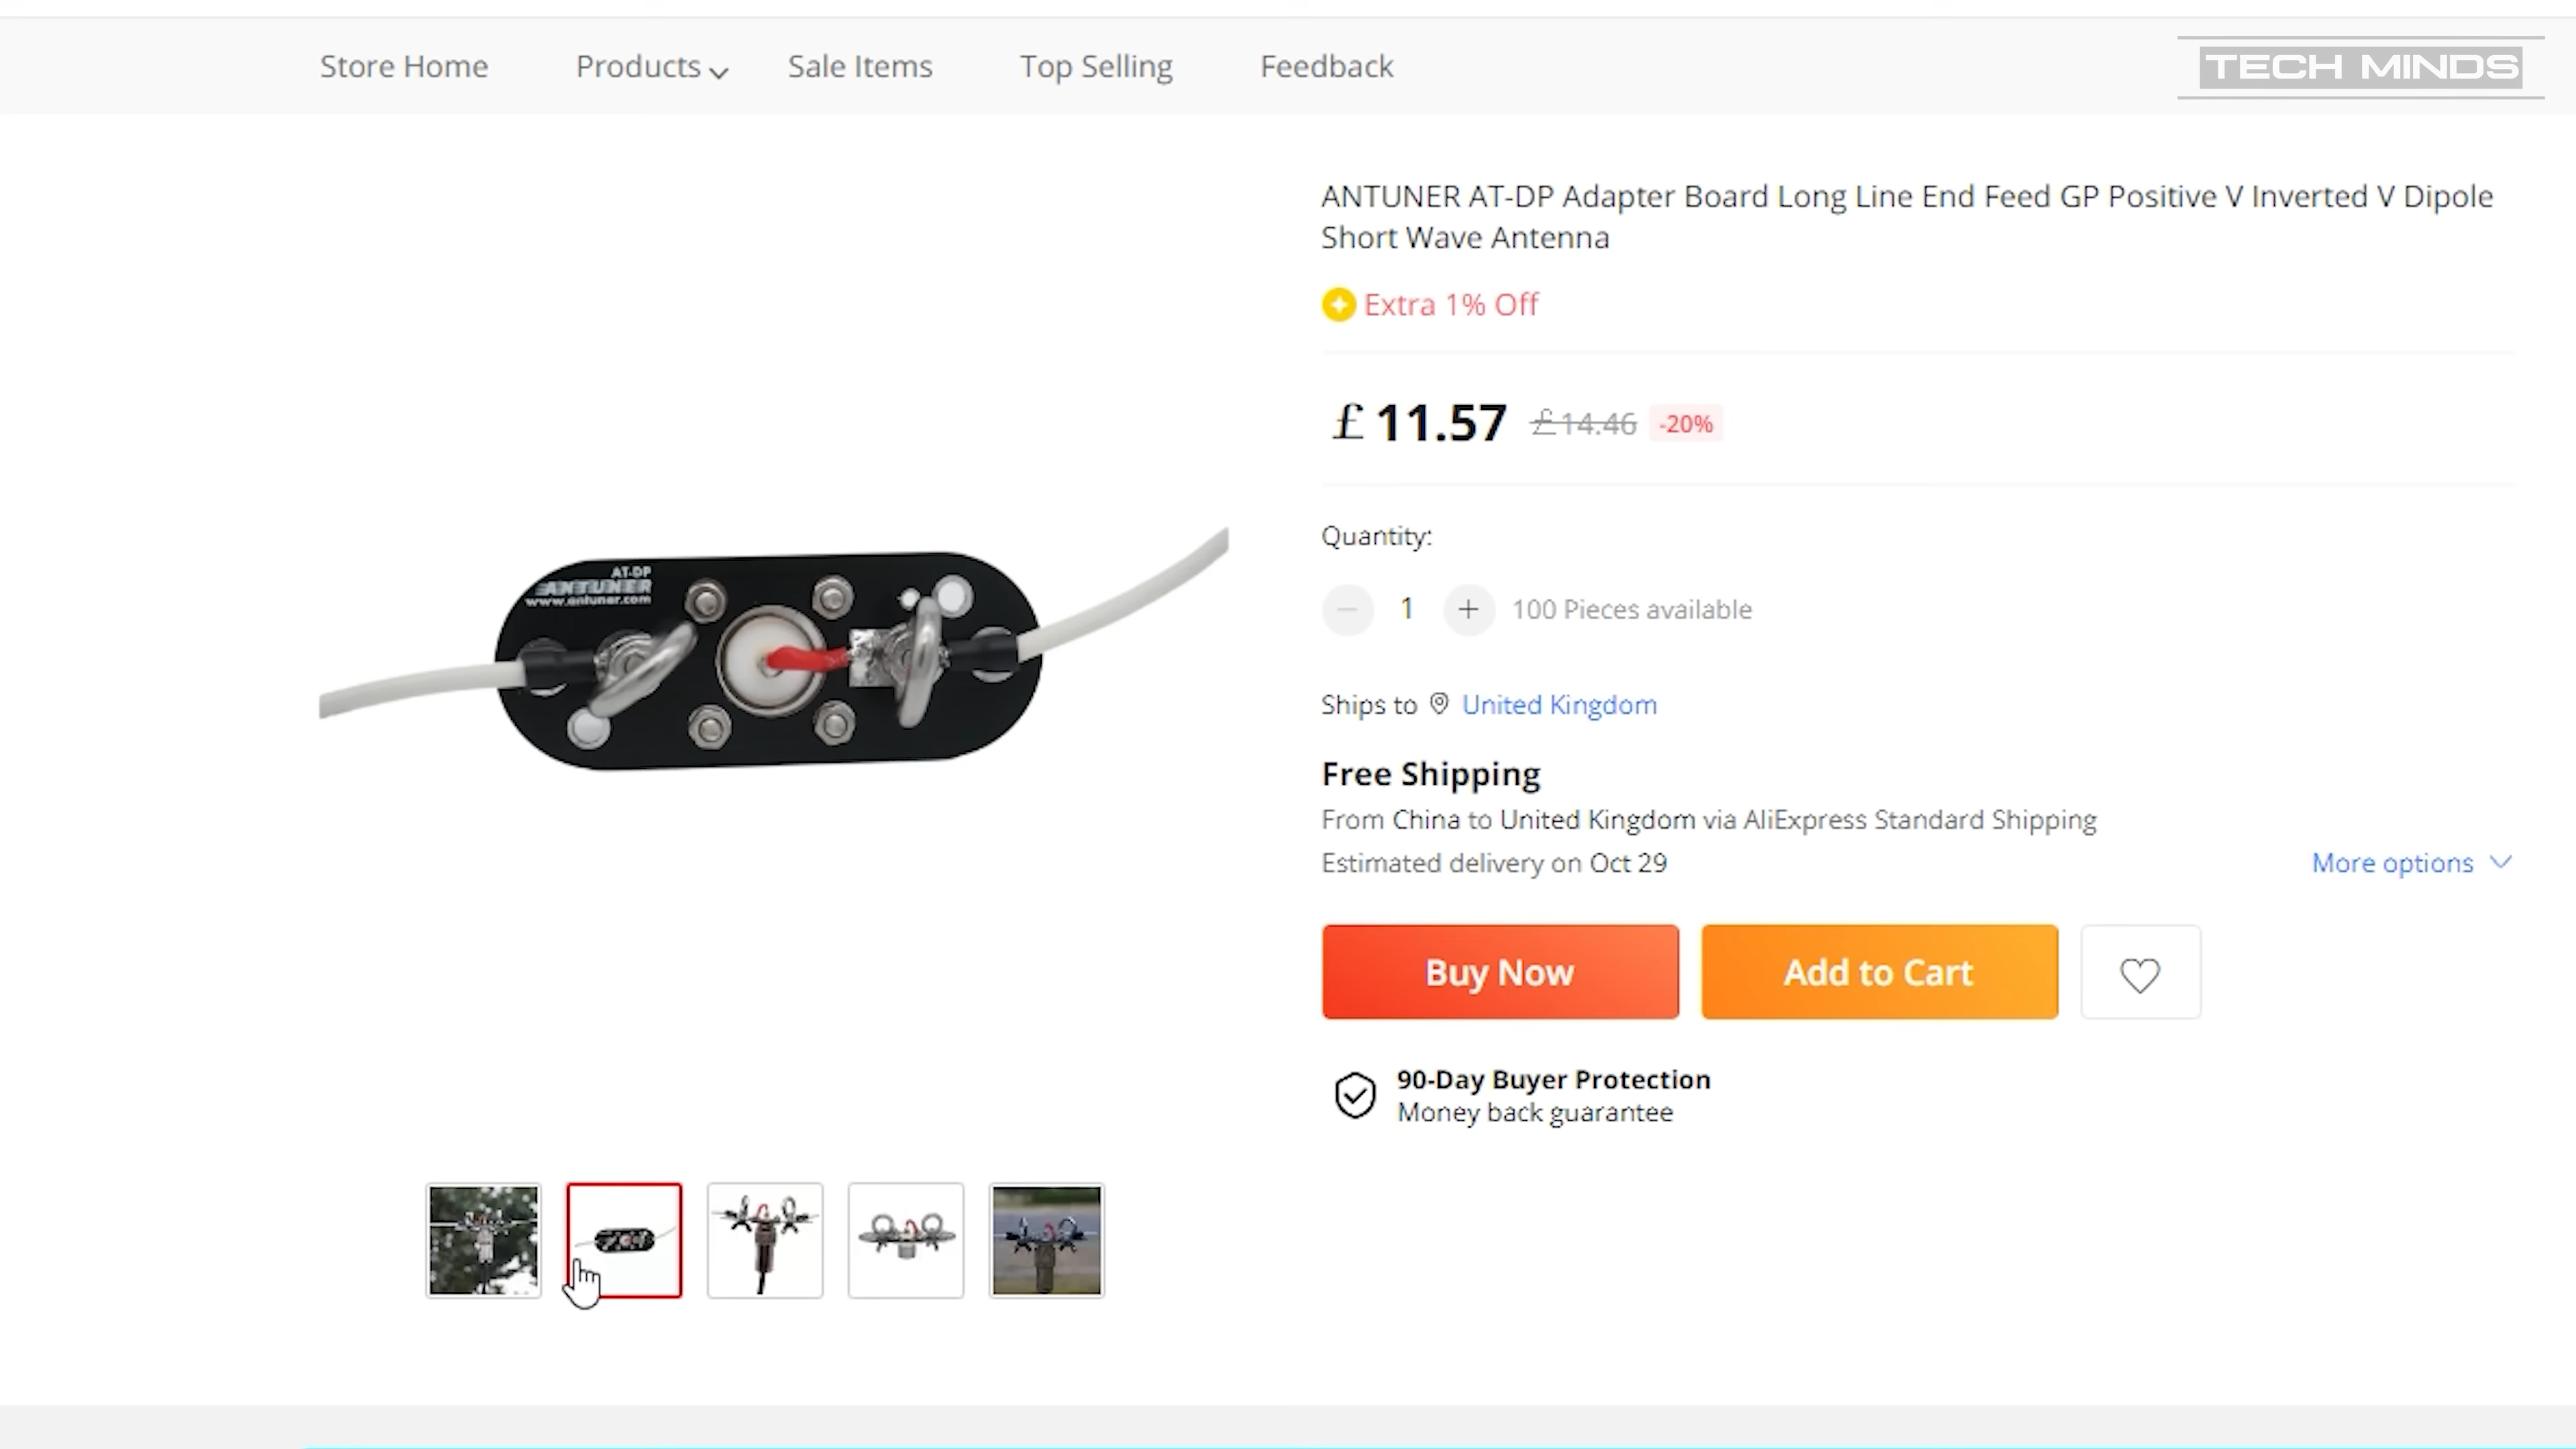 Store Home Products Sale Items Top Selling Feedback
TECH MINDS
ANTUNER AT-DP Adapter Board Long Line End Feed GP Positive V Inverted V Dipole
Short Wave Antenna
Extra 1% Off
£11.57 £14.46 -20%
AT-DP
ANTUNER
www.antuner.com
Quantity:
1 100 Pieces available
Ships to United Kingdom
Free Shipping
From China to United Kingdom via AliExpress Standard Shipping
Estimated delivery on Oct 29
More options
Buy Now Add to Cart
90-Day Buyer Protection
Money back guarantee